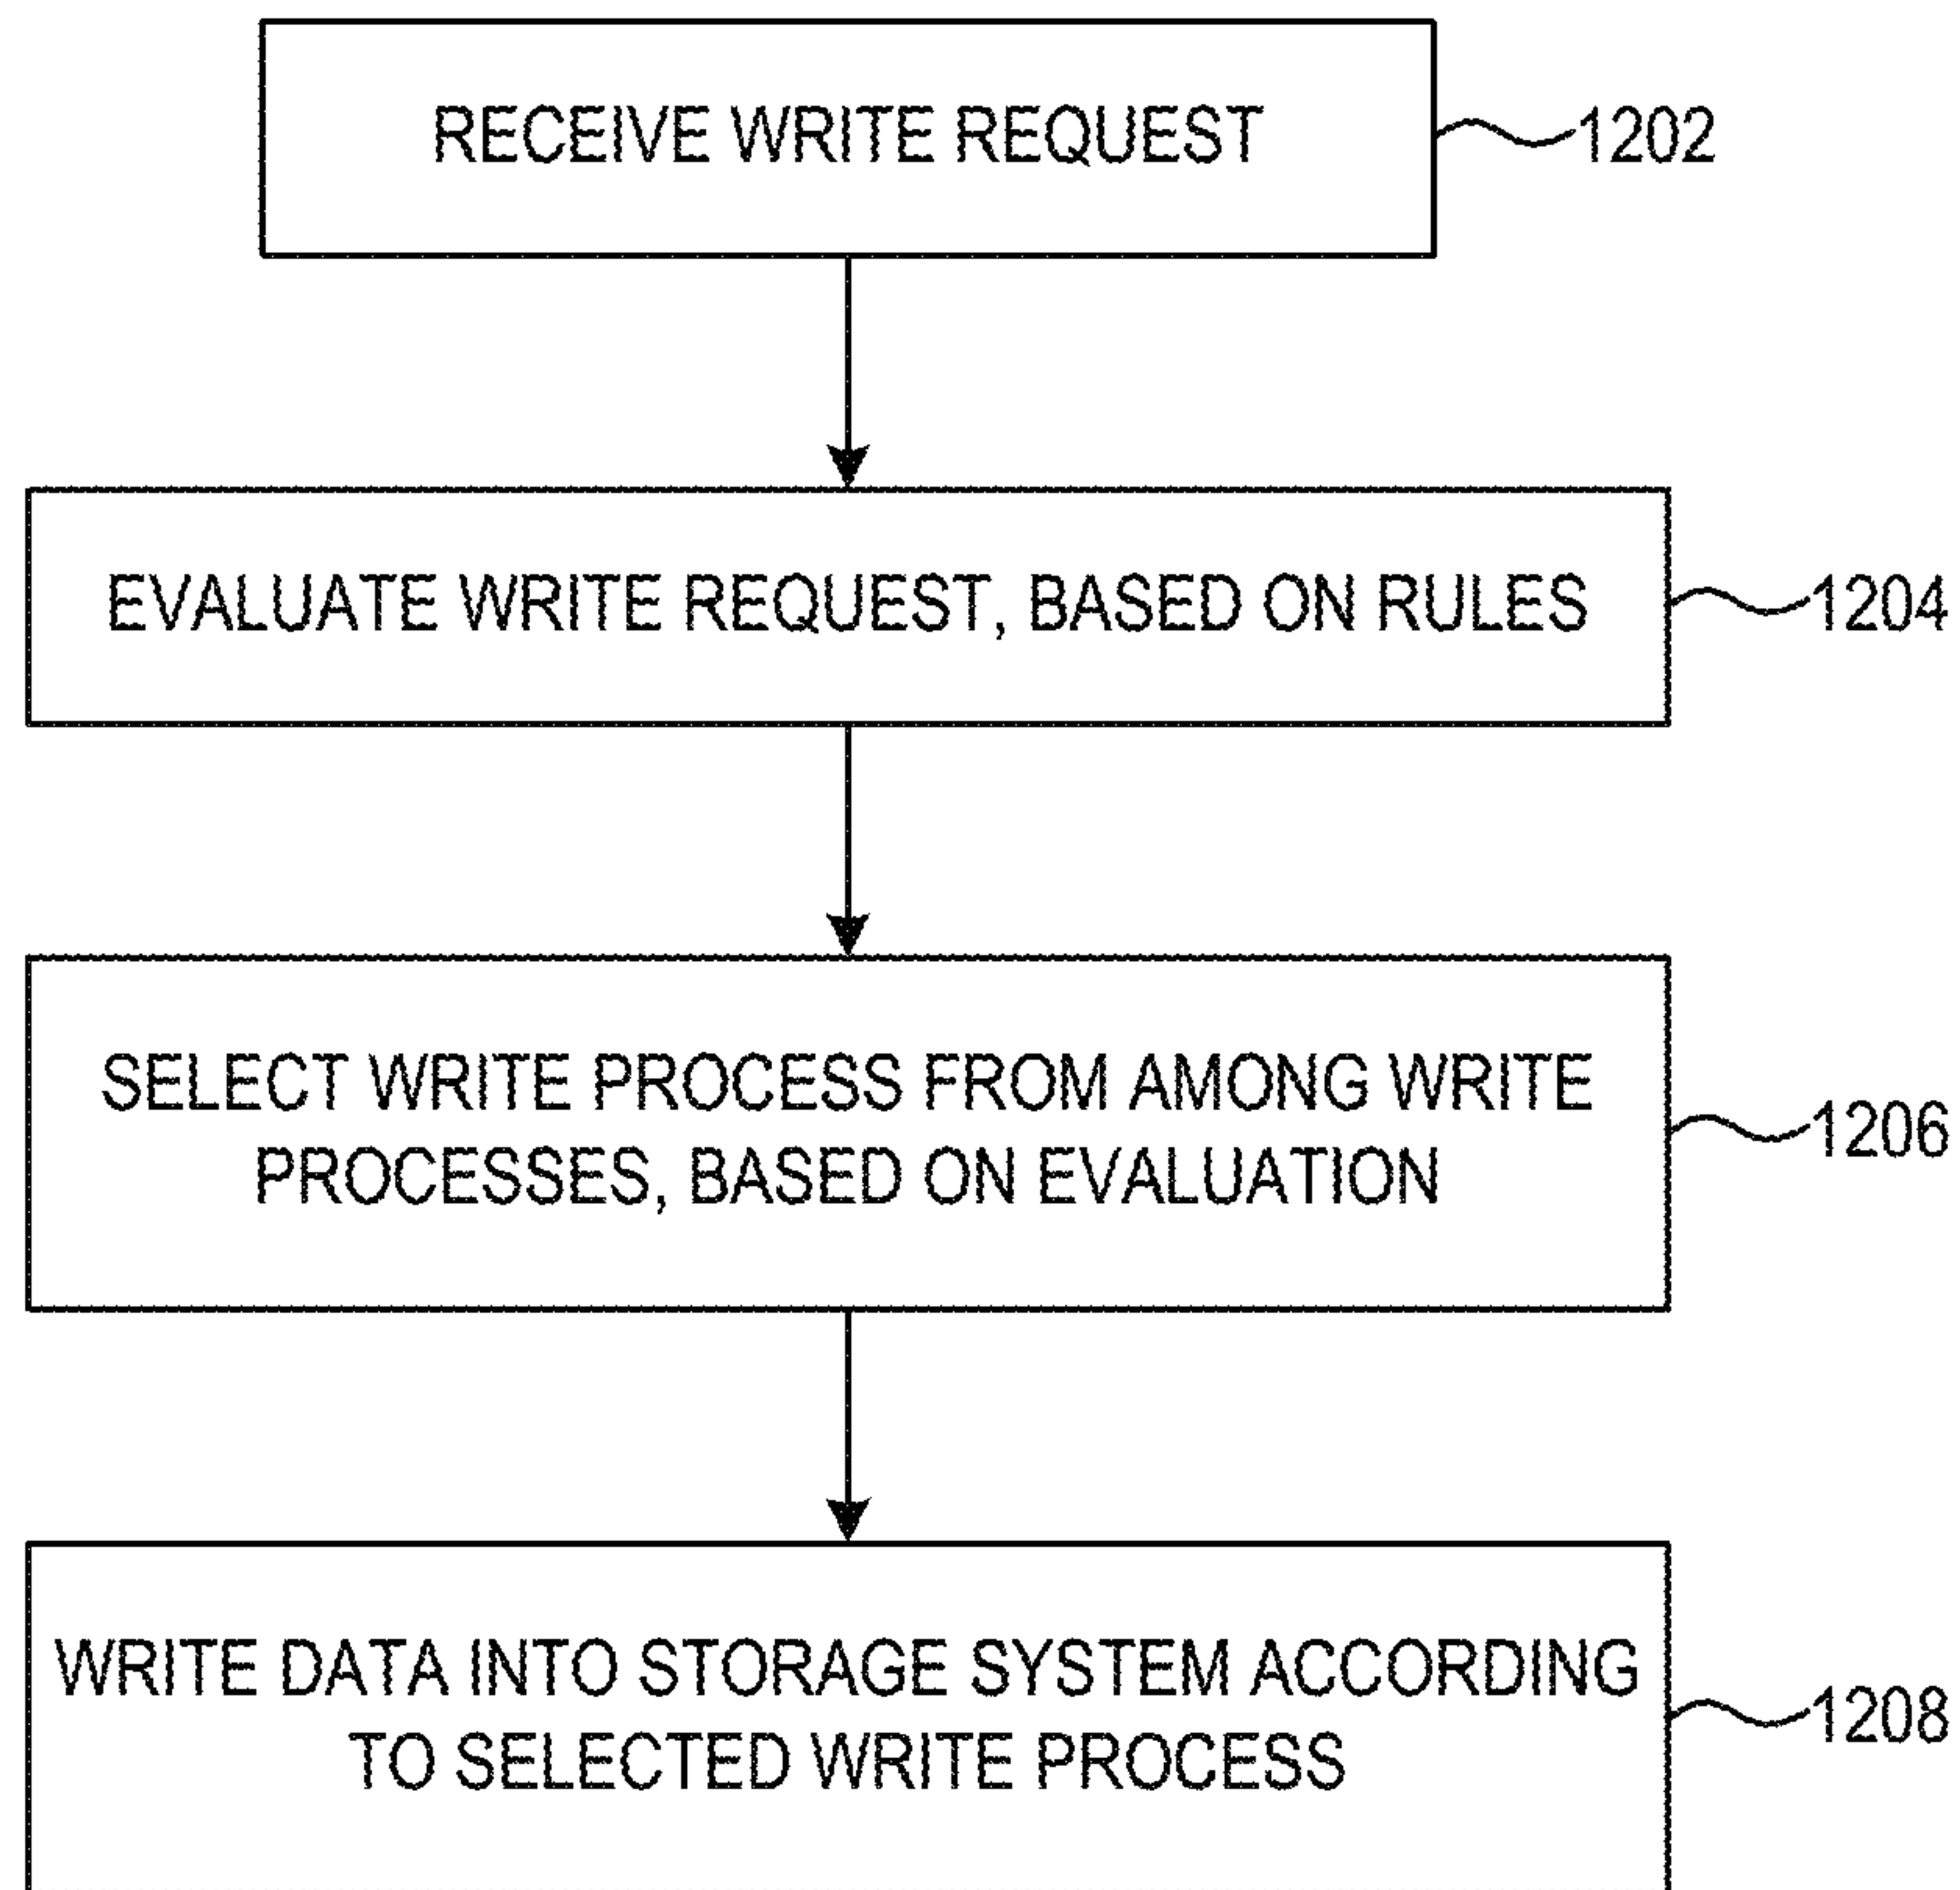 RECEIVE WRITE REQUEST
1202
EVALUATE WRITE REQUEST, BASED ON RULES
1204
SELECT WRITE PROCESS FROM AMONG WRITE
PROCESSES, BASED ON EVALUATION
1206
WRITE DATA INTO STORAGE SYSTEM ACCORDING
TO SELECTED WRITE PROCESS
1208